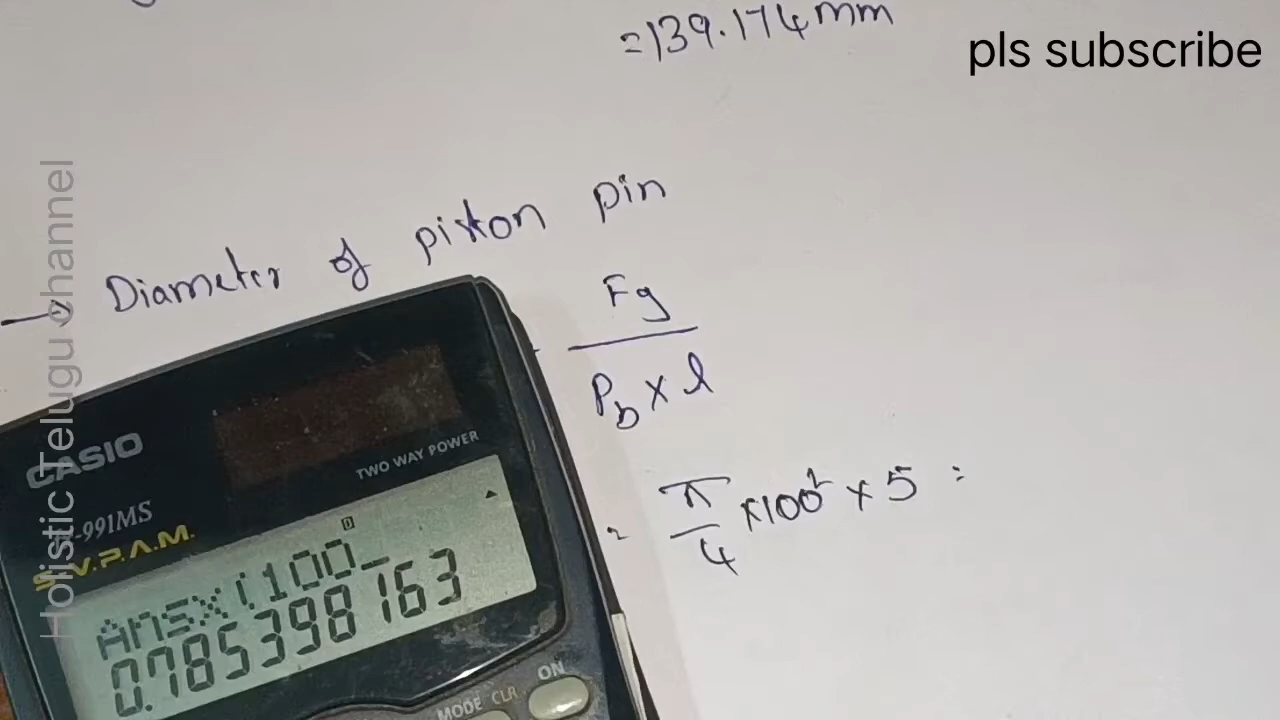 =139.174mm
pls subscribe
Holistic Telugu Channel
→ Diameter of piston pin
Fg
Pb × l
= π/4 ×100² × 5 =
CASIO
TWO WAY POWER
-991MS
S.V.P.A.M.
Ans×(100_
0.785398163
ON
MODE CLR